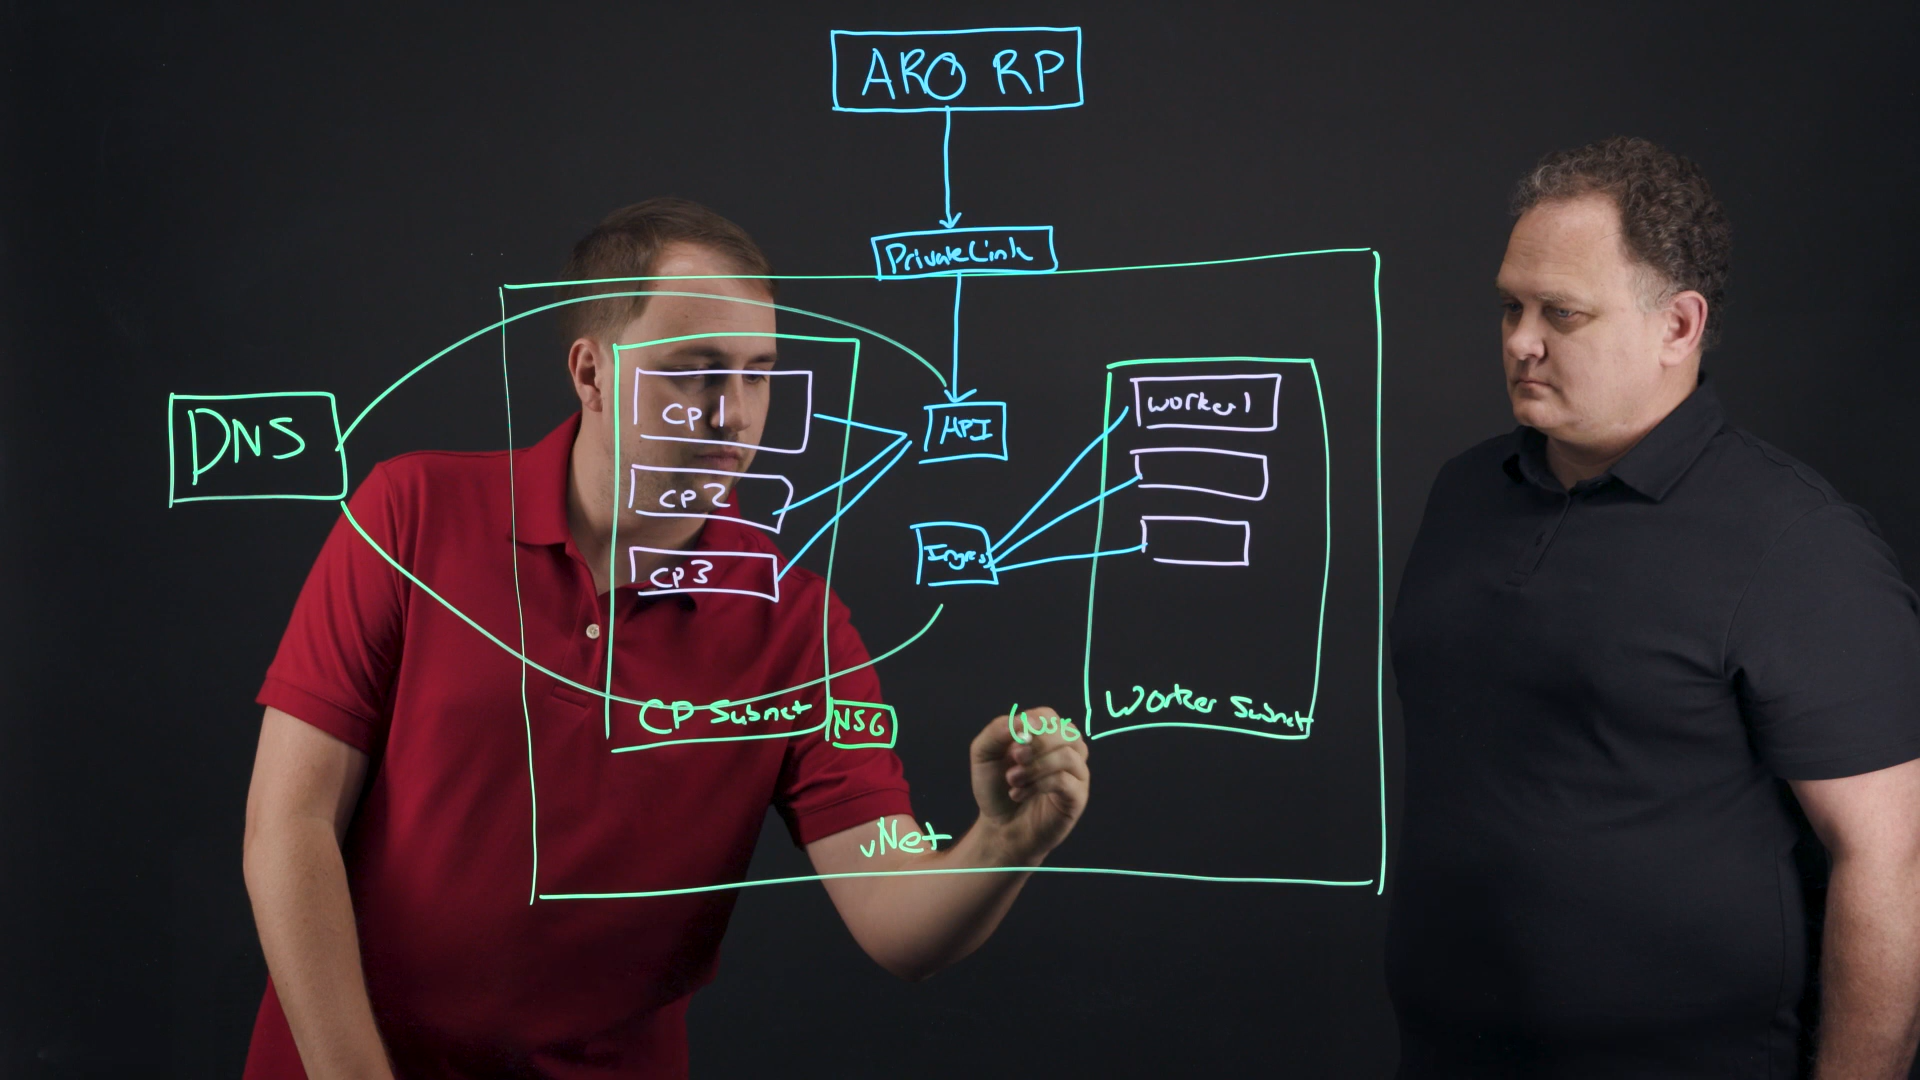 ARO RP
PrivateLink
DNS
cp1
cp2
cp3
API
Ingress
worker1
CP Subnet
NSG
NSG
Worker Subnet
vNet